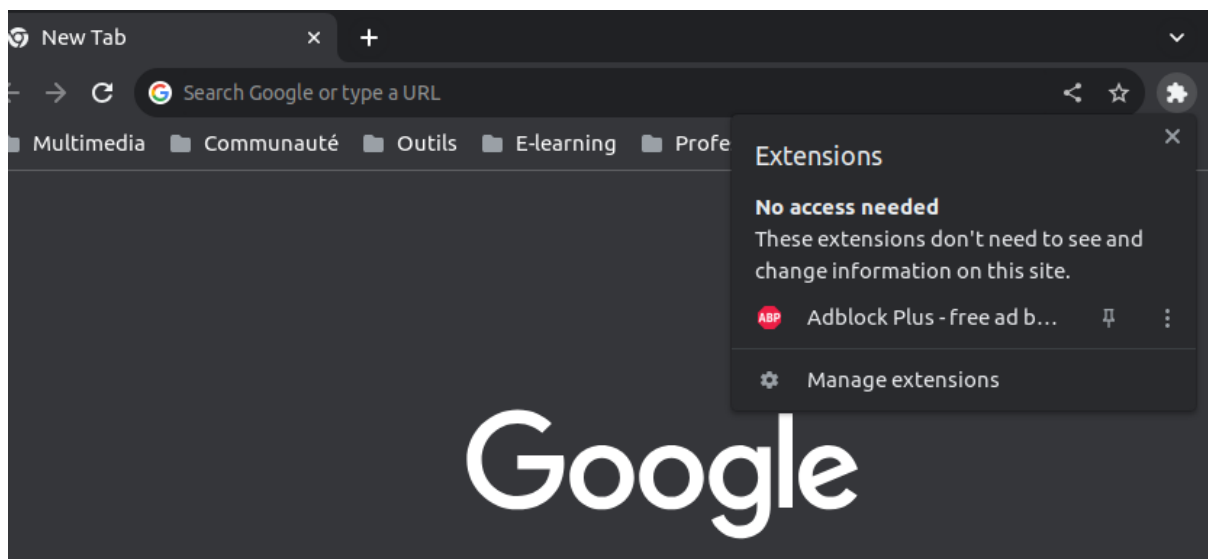 New Tab
Search Google or type a URL
Multimedia Communauté Outils E-learning Profe
Extensions
No access needed
These extensions don't need to see and
change information on this site.
ABP Adblock Plus - free ad b...
Manage extensions
Google